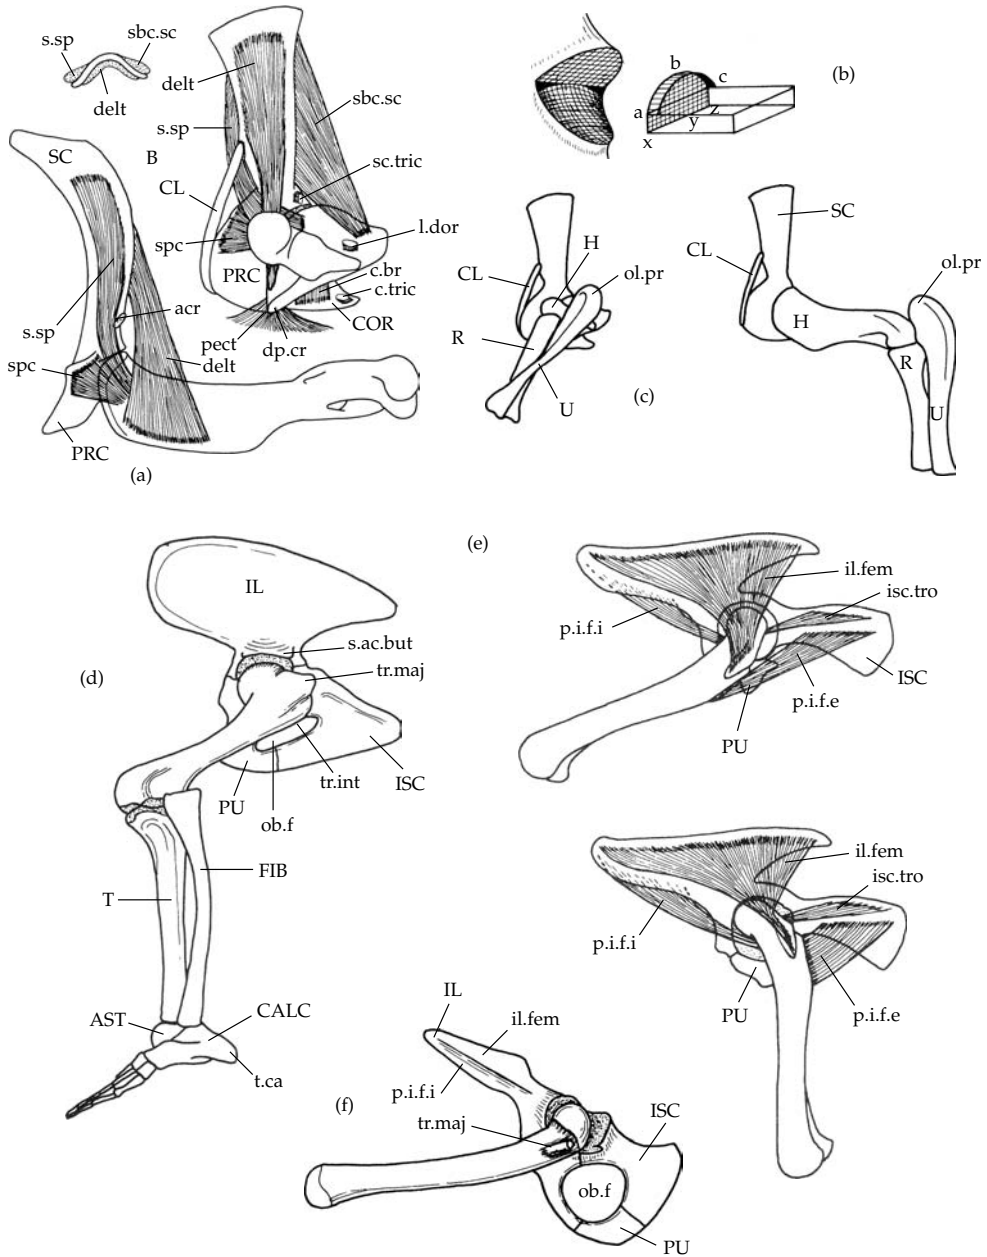 s.sp
sbc.sc
delt
delt
sbc.sc
s.sp
SC
B
CL
sc.tric
l.dor
spc
PRC
c.br
c.tric
COR
pect
dp.cr
acr
s.sp
delt
spc
PRC
(a)
b
c
(b)
a
z
y
x
SC
H
CL
ol.pr
CL
ol.pr
H
R
R
U
U
(c)
(d)
IL
s.ac.but
tr.maj
ISC
tr.int
PU
ob.f
FIB
T
AST
CALC
t.ca
(e)
il.fem
isc.tro
p.i.f.i
ISC
p.i.f.e
PU
il.fem
isc.tro
p.i.f.i
PU
p.i.f.e
(f)
IL
il.fem
p.i.f.i
tr.maj
ISC
ob.f
PU